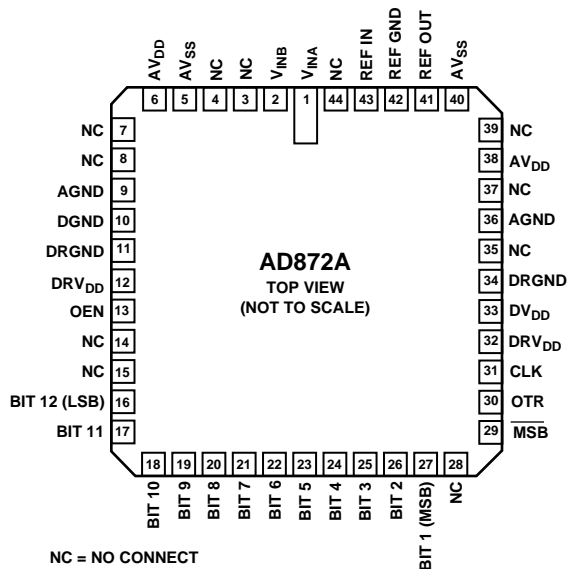 AVDD
AVSS
NC
NC
VINB
VINA
NC
REF IN
REF GND
REF OUT
AVSS
6
5
4
3
2
1
44
43
42
41
40
NC 7
NC 8
AGND 9
DGND 10
DRGND 11
DRVDD 12
OEN 13
NC 14
NC 15
BIT 12 (LSB) 16
BIT 11 17
39 NC
38 AVDD
37 NC
36 AGND
35 NC
34 DRGND
33 DVDD
32 DRVDD
31 CLK
30 OTR
29 MSB
AD872A
TOP VIEW
(NOT TO SCALE)
18
19
20
21
22
23
24
25
26
27
28
BIT 10
BIT 9
BIT 8
BIT 7
BIT 6
BIT 5
BIT 4
BIT 3
BIT 2
BIT 1 (MSB)
NC
NC = NO CONNECT